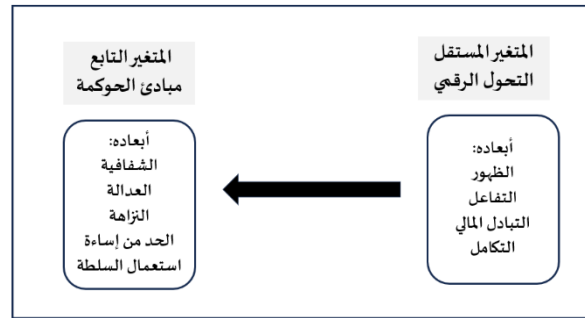 المتغير المستقل
التحول الرقمي
أبعاده:
الظهور
التفاعل
التبادل المالي
التكامل
المتغير التابع
مبادئ الحوكمة
أبعاده:
الشفافية
العدالة
النزاهة
الحد من إساءة
استعمال السلطة